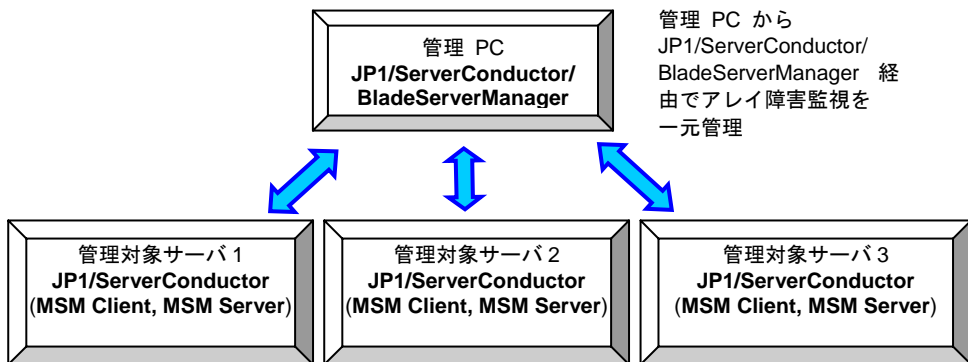 管理 PC
JP1/ServerConductor/
BladeServerManager
管理 PC から
JP1/ServerConductor/
BladeServerManager 経
由でアレイ障害監視を
一元管理
管理対象サーバ 1
JP1/ServerConductor
(MSM Client, MSM Server)
管理対象サーバ 2
JP1/ServerConductor
(MSM Client, MSM Server)
管理対象サーバ 3
JP1/ServerConductor
(MSM Client, MSM Server)